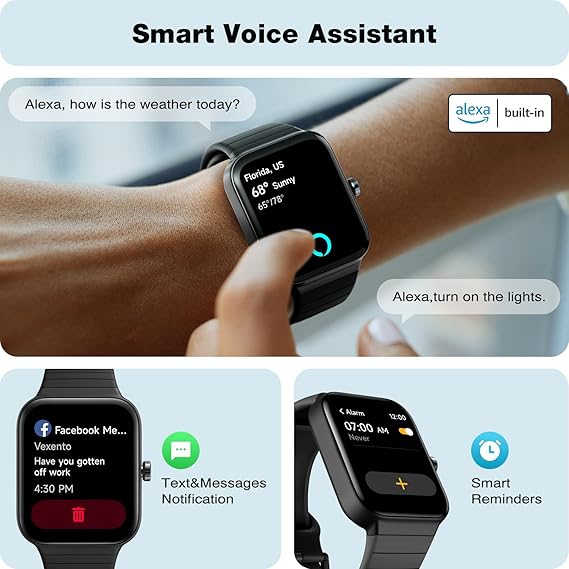 Smart Voice Assistant
Alexa, how is the weather today?
alexa | built-in
Florida, US
68° Sunny
65°/78°
Alexa,turn on the lights.
Facebook Me...
Vexento
Have you gotten
off work
4:30 PM
Text&Messages
Notification
Alarm 12:00
07:00 AM
Never
+
Smart
Reminders